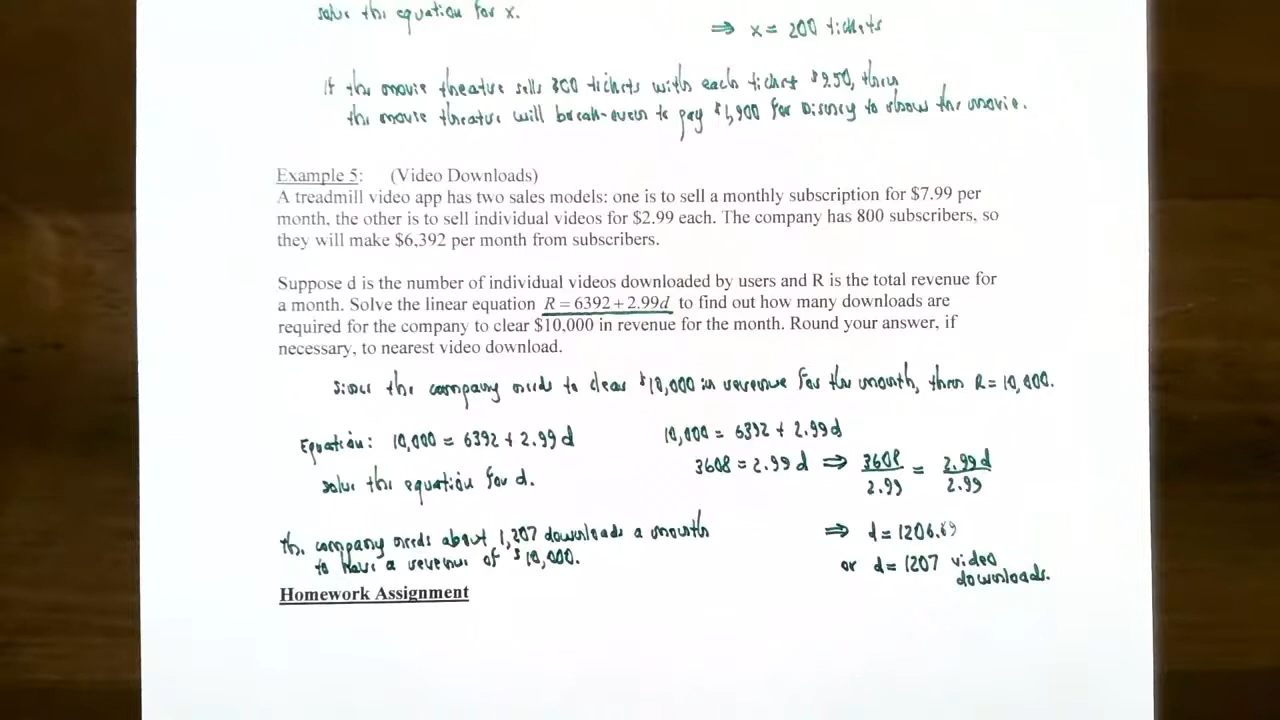 solve the equation for x.
⇒ x = 200 tickets
If the movie theatre sells 200 tickets with each ticket $9.50, then
the movie theatre will break-even to pay $1,900 for Disney to show the movie.
Example 5: (Video Downloads)
A treadmill video app has two sales models: one is to sell a monthly subscription for $7.99 per
month, the other is to sell individual videos for $2.99 each. The company has 800 subscribers, so
they will make $6,392 per month from subscribers.
Suppose d is the number of individual videos downloaded by users and R is the total revenue for
a month. Solve the linear equation R = 6392 + 2.99d to find out how many downloads are
required for the company to clear $10,000 in revenue for the month. Round your answer, if
necessary, to nearest video download.
Since the company needs to clear $10,000 in revenue for the month, then R = 10,000.
Equation: 10,000 = 6392 + 2.99 d
solve the equation for d.
10,000 = 6392 + 2.99d
3608 = 2.99 d ⇒ 3608/2.99 = 2.99d/2.99
⇒ d = 1206.69
or d = 1207 video
downloads.
The company needs about 1,207 downloads a month
to have a revenue of $10,000.
Homework Assignment